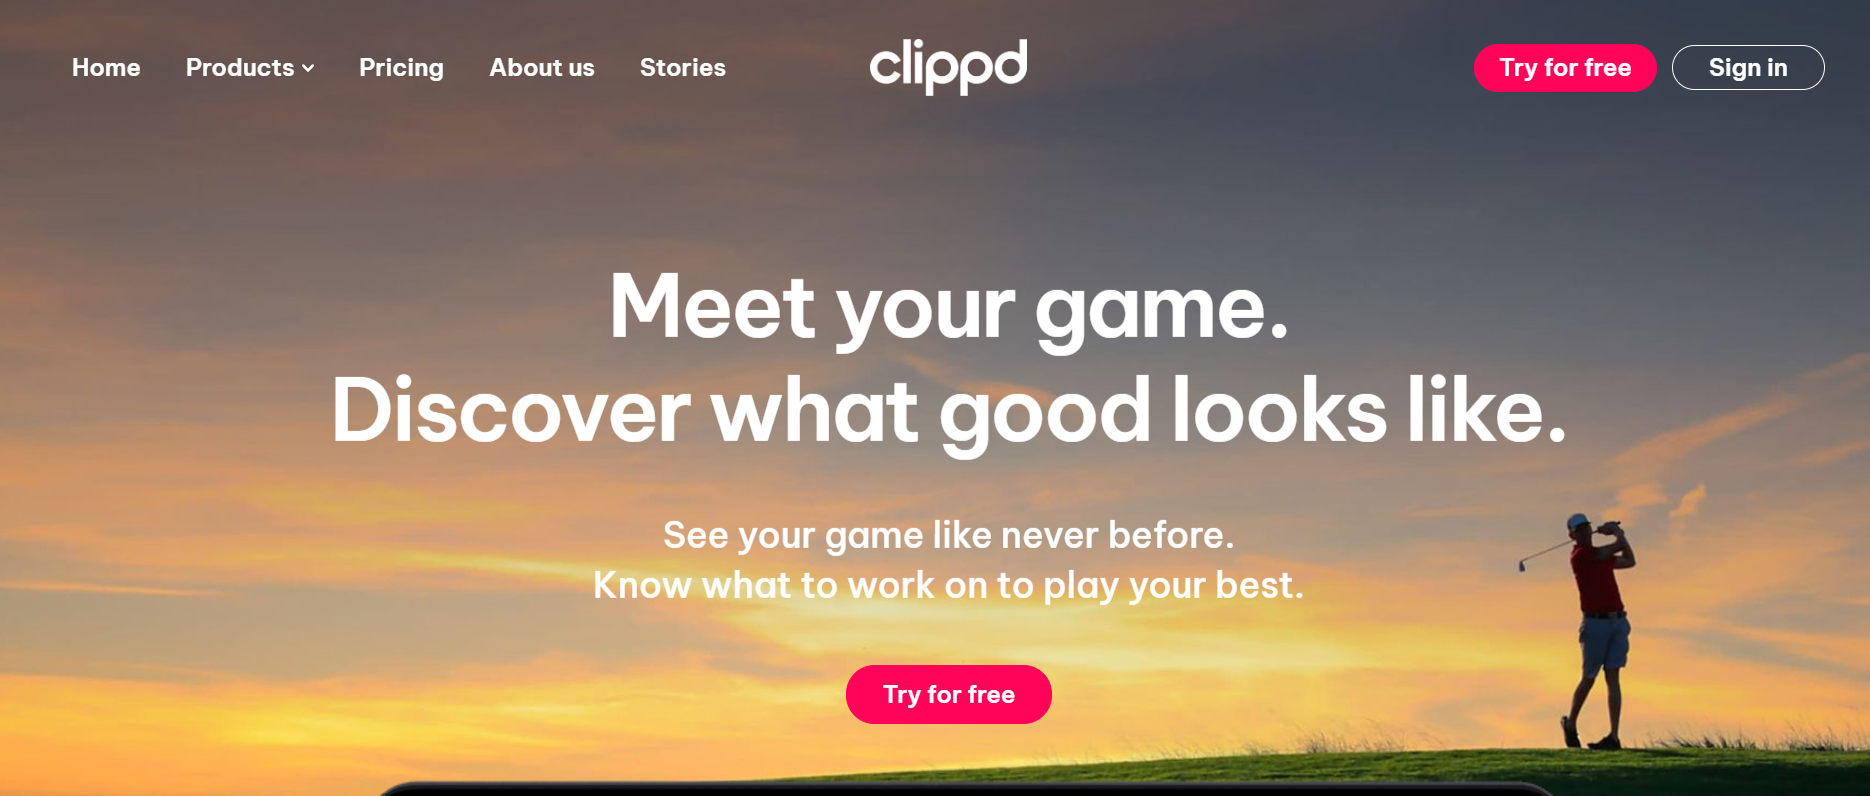 Home Products Pricing About us Stories clippd Try for free Sign in
Meet your game.
Discover what good looks like.
See your game like never before.
Know what to work on to play your best.
Try for free